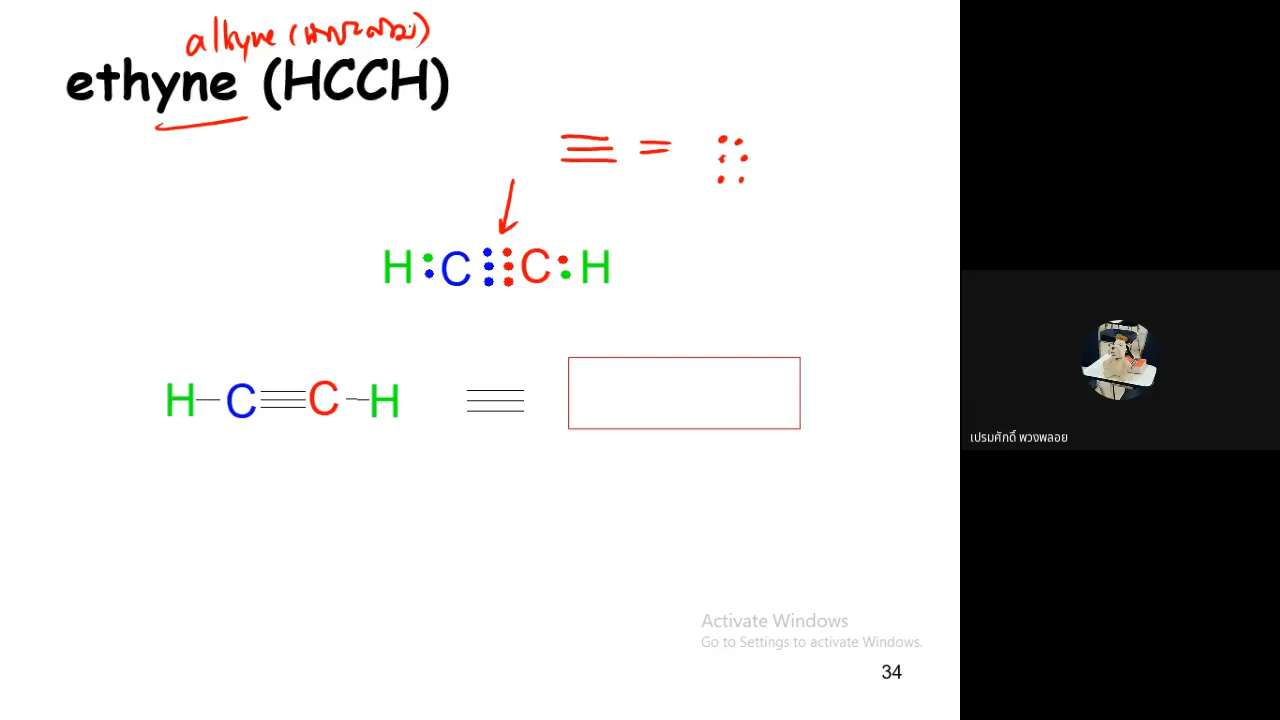 alkyne (
ethyne (HCCH)
≡ =
H:C C:H
H–C≡C–H ≡
Activate Windows
Go to Settings to activate Windows.
34
เปรมศักดิ์ พวงพลอย